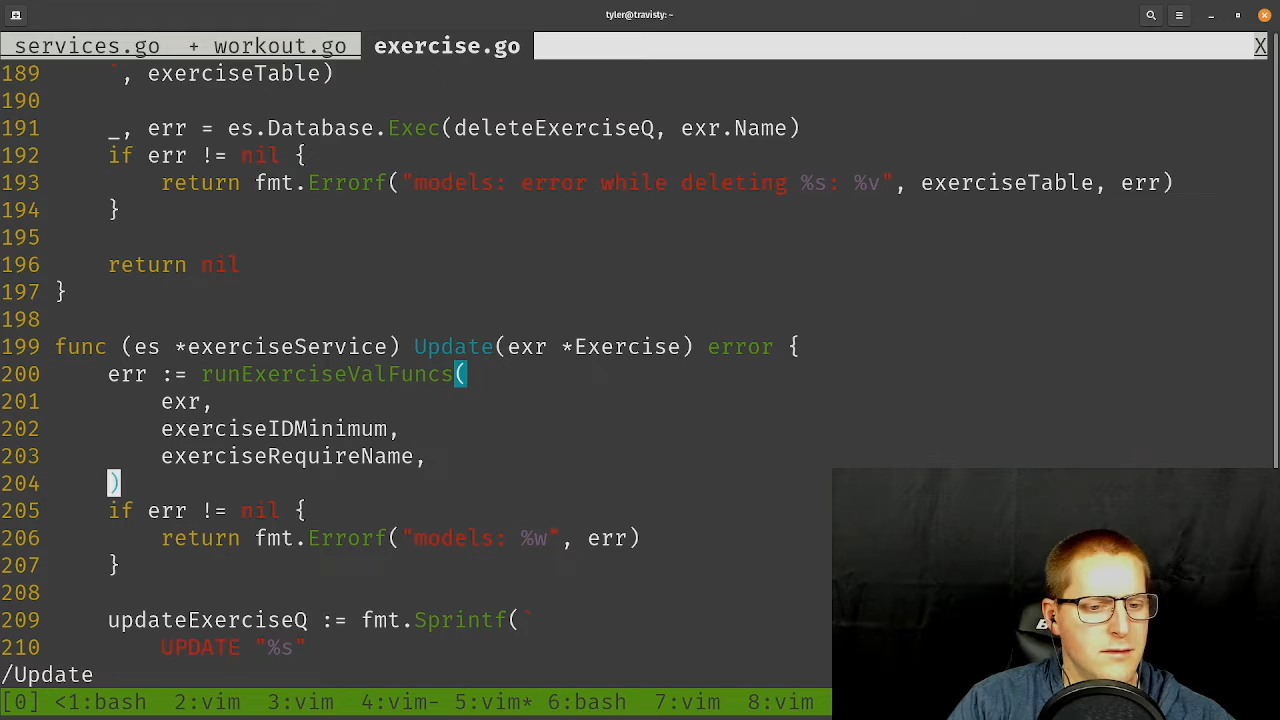 tyler@travisty: ~
services.go + workout.go exercise.go X
189 `, exerciseTable)
190
191 _, err = es.Database.Exec(deleteExerciseQ, exr.Name)
192 if err != nil {
193 return fmt.Errorf("models: error while deleting %s: %v", exerciseTable, err)
194 }
195
196 return nil
197 }
198
199 func (es *exerciseService) Update(exr *Exercise) error {
200 err := runExerciseValFuncs(
201 exr,
202 exerciseIDMinimum,
203 exerciseRequireName,
204 )
205 if err != nil {
206 return fmt.Errorf("models: %w", err)
207 }
208
209 updateExerciseQ := fmt.Sprintf(`
210 UPDATE "%s"
/Update
[0] <1:bash 2:vim 3:vim 4:vim- 5:vim* 6:bash 7:vim 8:vim